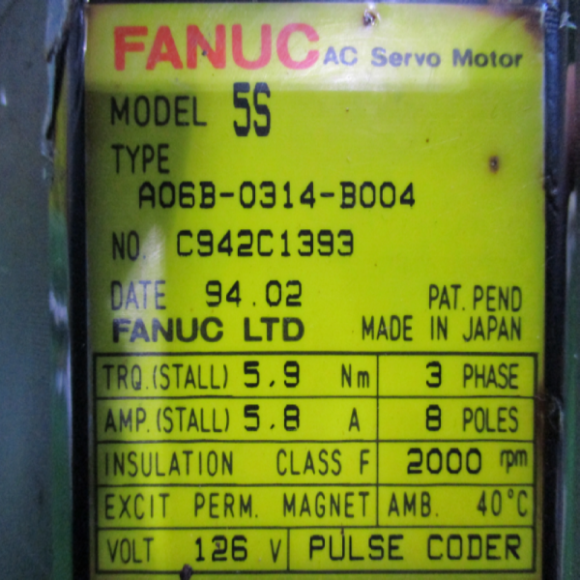 FANUC AC Servo Motor
MODEL 5S
TYPE
A06B-0314-B004
NO. C942C1393
DATE 94.02 PAT. PEND
FANUC LTD MADE IN JAPAN
TRQ.(STALL) 5.9 Nm 3 PHASE
AMP.(STALL) 5.8 A 8 POLES
INSULATION CLASS F 2000 rpm
EXCIT PERM. MAGNET AMB. 40°C
VOLT 126 V PULSE CODER